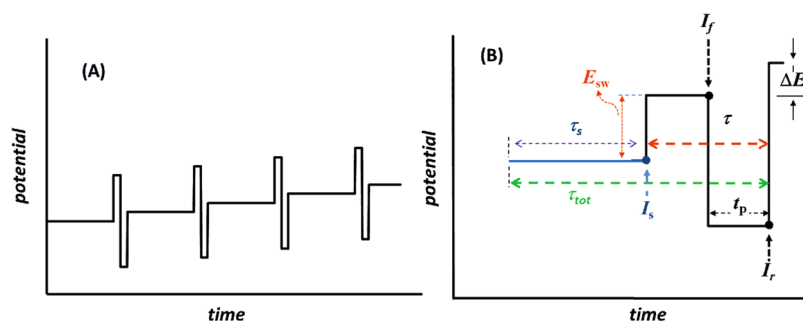 (A)
potential
time
(B)
I_f
E_sw
ΔE
τ_s
τ
τ_tot
I_s
t_p
I_r
potential
time